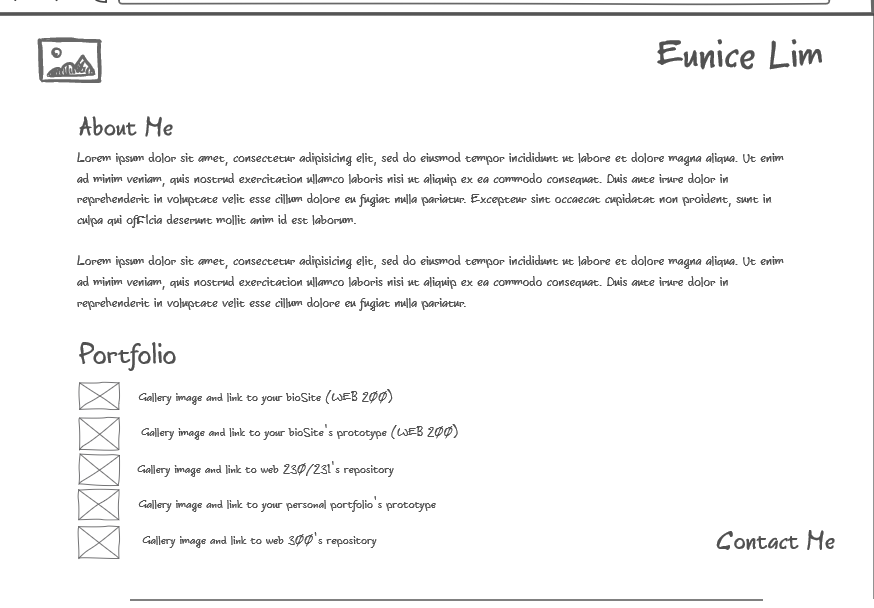 Eunice Lim
About Me
Lorem ipsum dolor sit amet, consectetur adipisicing elit, sed do eiusmod tempor incididunt ut labore et dolore magna aliqua. Ut enim
ad minim veniam, quis nostrud exercitation ullamco laboris nisi ut aliquip ex ea commodo consequat. Duis aute irure dolor in
reprehenderit in voluptate velit esse cillum dolore eu fugiat nulla pariatur. Excepteur sint occaecat cupidatat non proident, sunt in
culpa qui officia deserunt mollit anim id est laborum.
Lorem ipsum dolor sit amet, consectetur adipisicing elit, sed do eiusmod tempor incididunt ut labore et dolore magna aliqua. Ut enim
ad minim veniam, quis nostrud exercitation ullamco laboris nisi ut aliquip ex ea commodo consequat. Duis aute irure dolor in
reprehenderit in voluptate velit esse cillum dolore eu fugiat nulla pariatur.
Portfolio
Gallery image and link to your bioSite (WEB 200)
Gallery image and link to your bioSite's prototype (WEB 200)
Gallery image and link to web 230/231's repository
Gallery image and link to your personal portfolio's prototype
Gallery image and link to web 300's repository
Contact Me